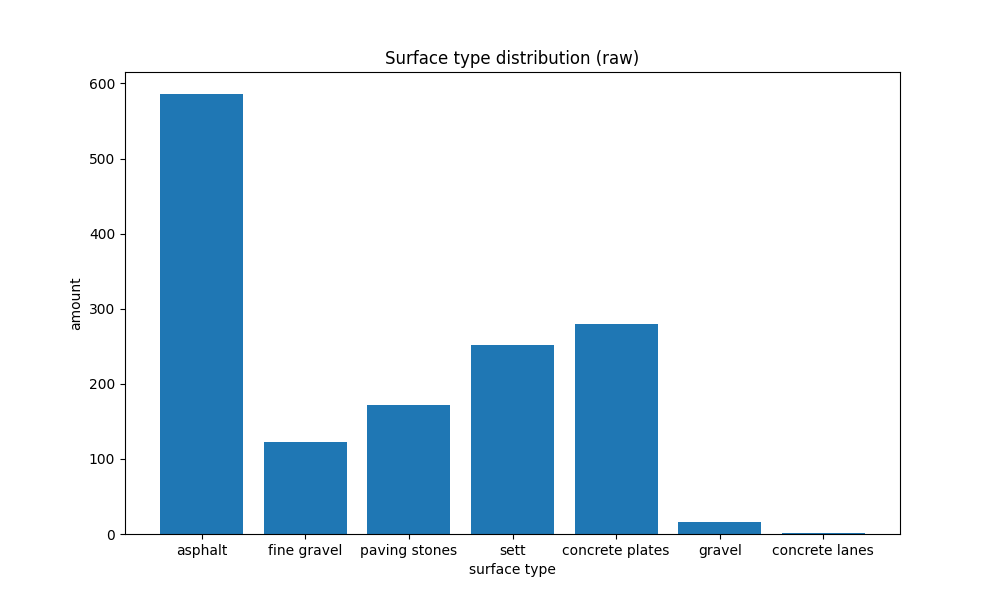 Surface type distribution (raw)
600
500
400
300
200
100
0
amount
asphalt fine gravel paving stones sett concrete plates gravel concrete lanes
surface type